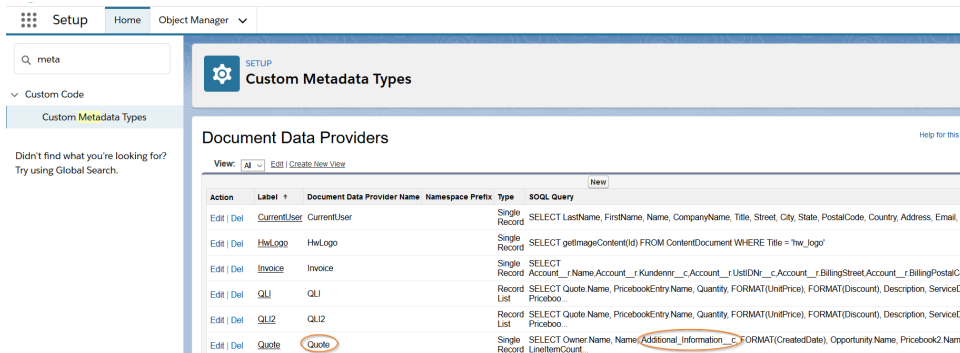 Setup
Home
Object Manager
meta
Custom Code
Custom Metadata Types
Didn't find what you're looking for?
Try using Global Search.
SETUP
Custom Metadata Types
Document Data Providers
Help for this
View: All Edit | Create New View
New
Action Label ↑ Document Data Provider Name Namespace Prefix Type SOQL Query
Edit | Del CurrentUser CurrentUser Single Record SELECT LastName, FirstName, Name, CompanyName, Title, Street, City, State, PostalCode, Country, Address, Email,
Edit | Del HwLogo HwLogo Single Record SELECT getImageContent(Id) FROM ContentDocument WHERE Title = 'hw_logo'
Edit | Del Invoice Invoice Single Record SELECT
Account__r.Name,Account__r.Kundennr__c,Account__r.UstIDNr__c,Account__r.BillingStreet,Account__r.BillingPostalC
Edit | Del QLI QLI Record List SELECT Quote.Name, PricebookEntry.Name, Quantity, FORMAT(UnitPrice), FORMAT(Discount), Description, ServiceD
Priceboo...
Edit | Del QLI2 QLI2 Record List SELECT Quote.Name, PricebookEntry.Name, Quantity, FORMAT(UnitPrice), FORMAT(Discount), Description, ServiceD
Priceboo...
Edit | Del Quote Quote Single Record SELECT Owner.Name, Name, Additional_Information__c, FORMAT(CreatedDate), Opportunity.Name, Pricebook2.Nam
LineItemCount...